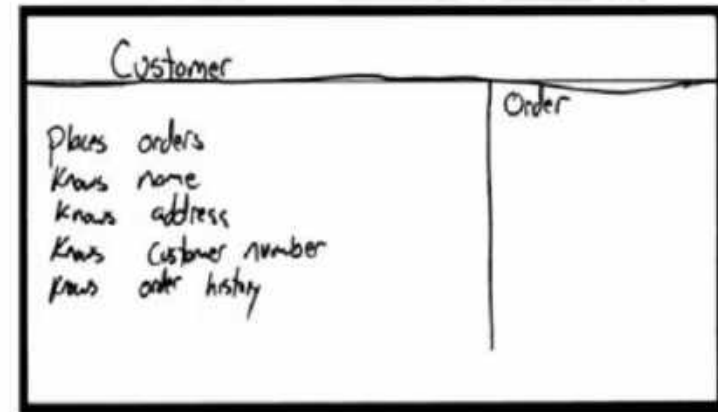 Customer
Order
Places orders
Knows name
Knows address
Knows Customer number
Knows order history